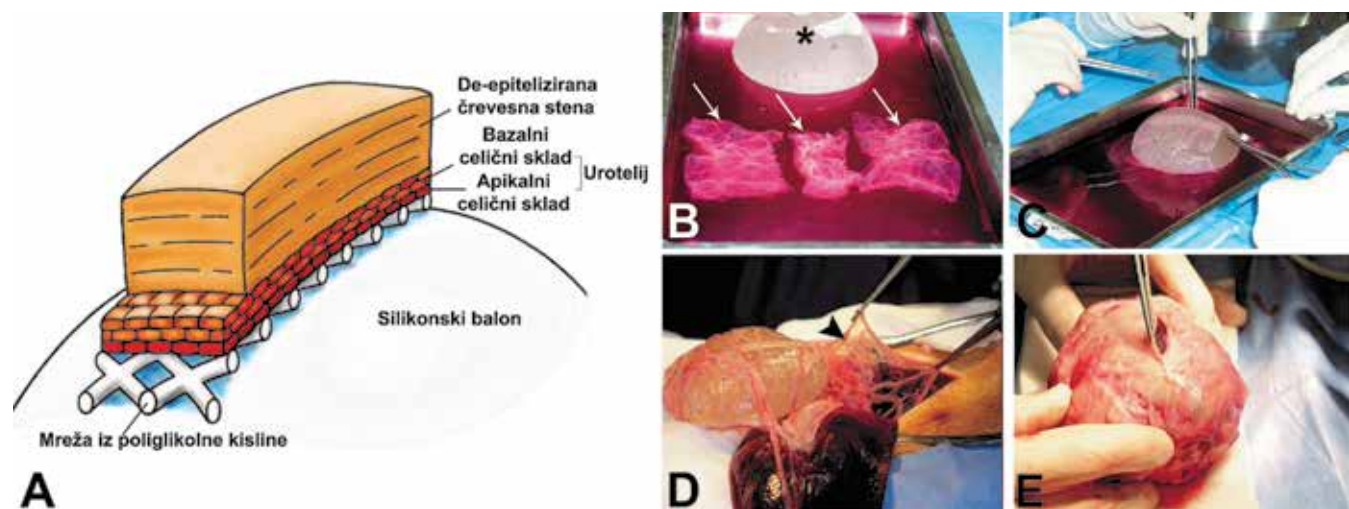 De-epitelizirana
črevesna stena
Bazalni
celični sklad
Urotelij
Apikalni
celični sklad
Silikonski balon
Mreža iz poliglikolne kisline
A
B
*
C
D
E